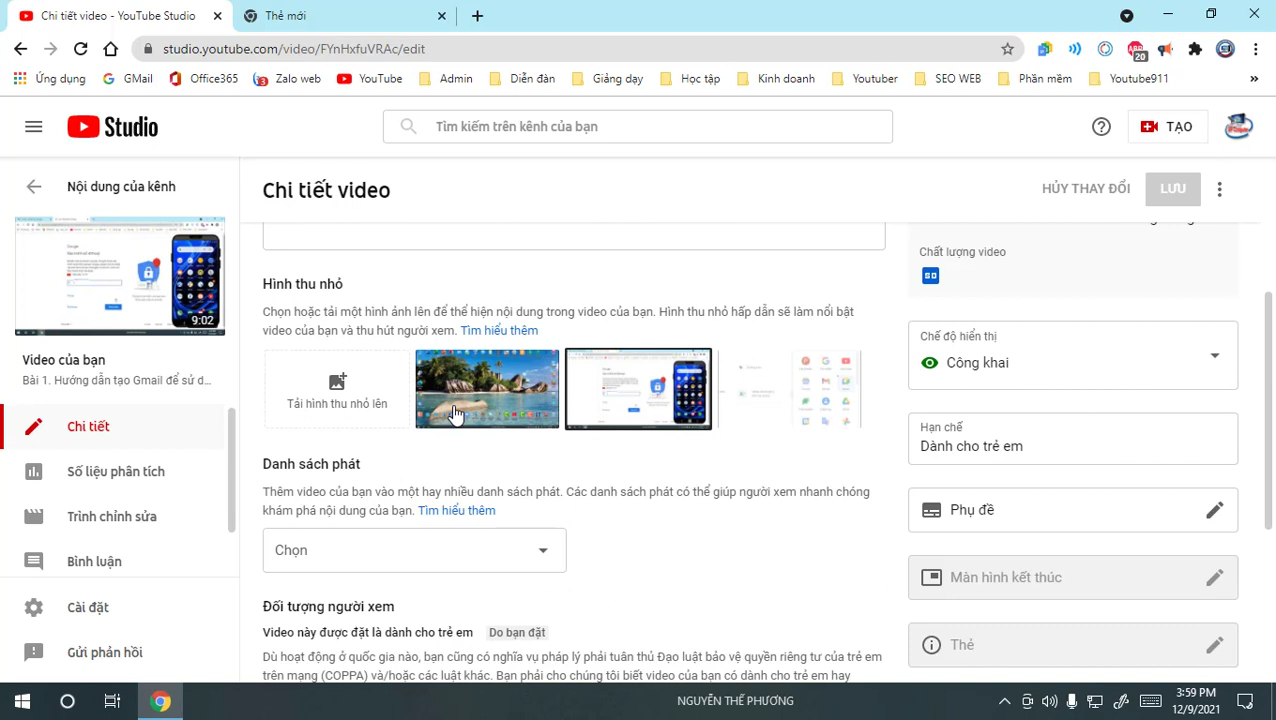 Chi tiết video - YouTube Studio
Thẻ mới
studio.youtube.com/video/FYnHxfuVRAc/edit
20
Ứng dụng
GMail
Office365
Zalo web
YouTube
Admin
Diễn đàn
Giảng dạy
Học tập
Kinh doanh
Youtuber
SEO WEB
Phần mềm
Youtube911
Studio
Tìm kiếm trên kênh của bạn
TẠO
Nội dung của kênh
9:02
Video của bạn
Bài 1. Hướng dẫn tạo Gmail để sử d...
Chi tiết
Số liệu phân tích
Trình chỉnh sửa
Bình luận
Cài đặt
Gửi phản hồi
Chi tiết video
HỦY THAY ĐỔI
LƯU
Hình thu nhỏ
Chọn hoặc tải một hình ảnh lên để thể hiện nội dung trong video của bạn. Hình thu nhỏ hấp dẫn sẽ làm nổi bật
video của bạn và thu hút người xem. Tìm hiểu thêm
Tải hình thu nhỏ lên
Danh sách phát
Thêm video của bạn vào một hay nhiều danh sách phát. Các danh sách phát có thể giúp người xem nhanh chóng
khám phá nội dung của bạn. Tìm hiểu thêm
Chọn
Đối tượng người xem
Video này được đặt là dành cho trẻ em
Do bạn đặt
Dù hoạt động ở quốc gia nào, bạn cũng có nghĩa vụ pháp lý phải tuân thủ Đạo luật bảo vệ quyền riêng tư của trẻ em
trên mạng (COPPA) và/hoặc các luật khác. Bạn phải cho chúng tôi biết video của bạn có dành cho trẻ em hay
Chất lượng video
SD
Chế độ hiển thị
Công khai
Hạn chế
Dành cho trẻ em
Phụ đề
Màn hình kết thúc
Thẻ
NGUYỄN THẾ PHƯƠNG
3:59 PM
12/9/2021